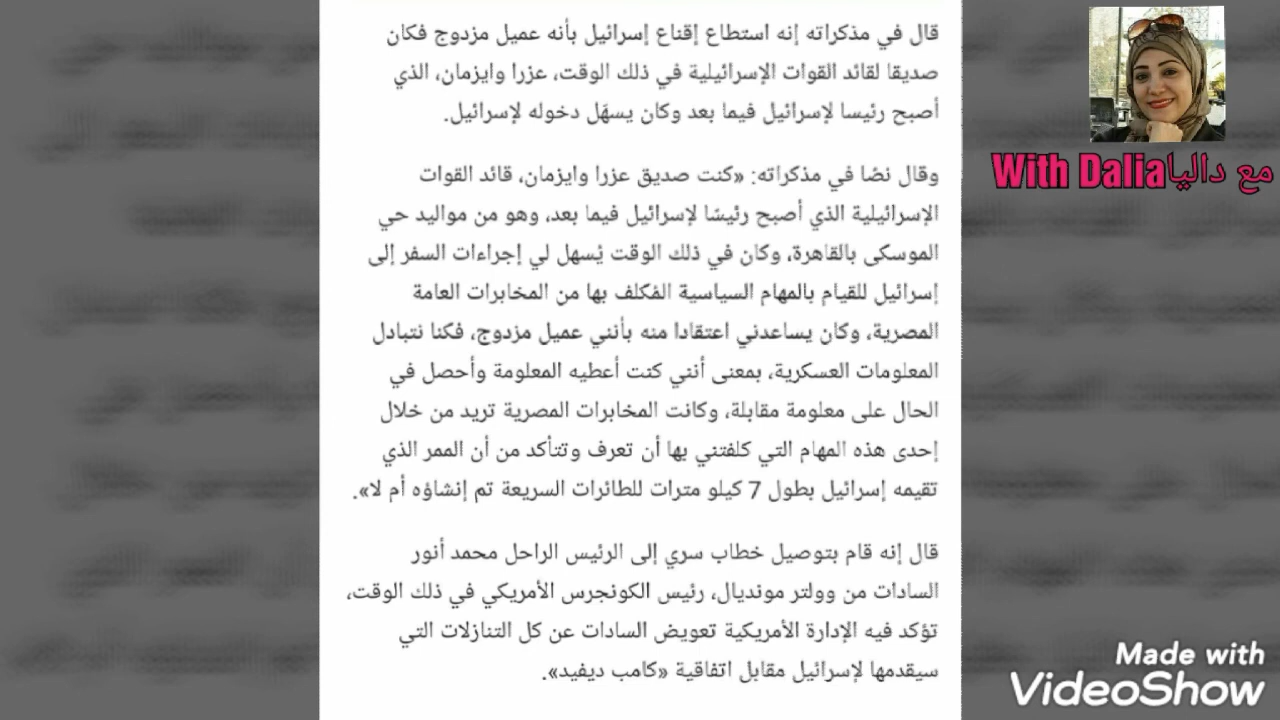 قال في مذكراته إنه استطاع إقناع إسرائيل بأنه عميل مزدوج فكان
صديقا لقائد القوات الإسرائيلية في ذلك الوقت، عزرا وايزمان، الذي
أصبح رئيسا لإسرائيل فيما بعد وكان يسهّل دخوله لإسرائيل.
وقال نصًا في مذكراته: «كنت صديق عزرا وايزمان، قائد القوات
الإسرائيلية الذي أصبح رئيسًا لإسرائيل فيما بعد، وهو من مواليد حي
الموسكى بالقاهرة، وكان في ذلك الوقت يُسهل لي إجراءات السفر إلى
إسرائيل للقيام بالمهام السياسية المُكلف بها من المخابرات العامة
المصرية، وكان يساعدني اعتقادا منه بأنني عميل مزدوج، فكنا نتبادل
المعلومات العسكرية، بمعنى أنني كنت أعطيه المعلومة وأحصل في
الحال على معلومة مقابلة، وكانت المخابرات المصرية تريد من خلال
إحدى هذه المهام التي كلفتني بها أن تعرف وتتأكد من أن الممر الذي
تقيمه إسرائيل بطول 7 كيلو مترات للطائرات السريعة تم إنشاؤه أم لا».
قال إنه قام بتوصيل خطاب سري إلى الرئيس الراحل محمد أنور
السادات من وولتر مونديال، رئيس الكونجرس الأمريكي في ذلك الوقت،
تؤكد فيه الإدارة الأمريكية تعويض السادات عن كل التنازلات التي
سيقدمها لإسرائيل مقابل اتفاقية «كامب ديفيد».
مع داليا With Dalia
Made with
VideoShow